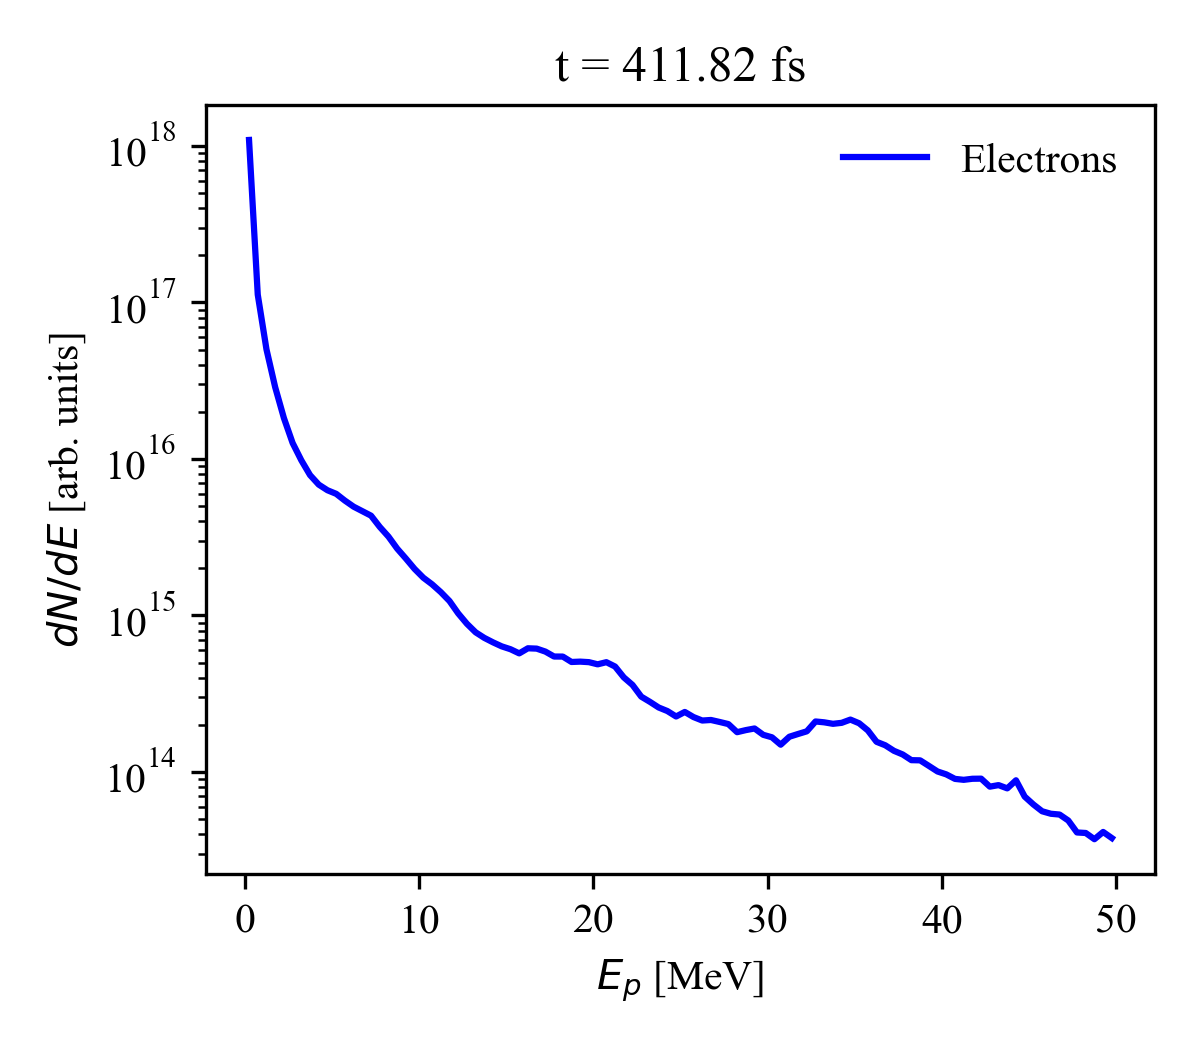 t = 411.82 fs
Electrons
10^18
10^17
10^16
10^15
10^14
dN/dE [arb. units]
0 10 20 30 40 50
E_p [MeV]